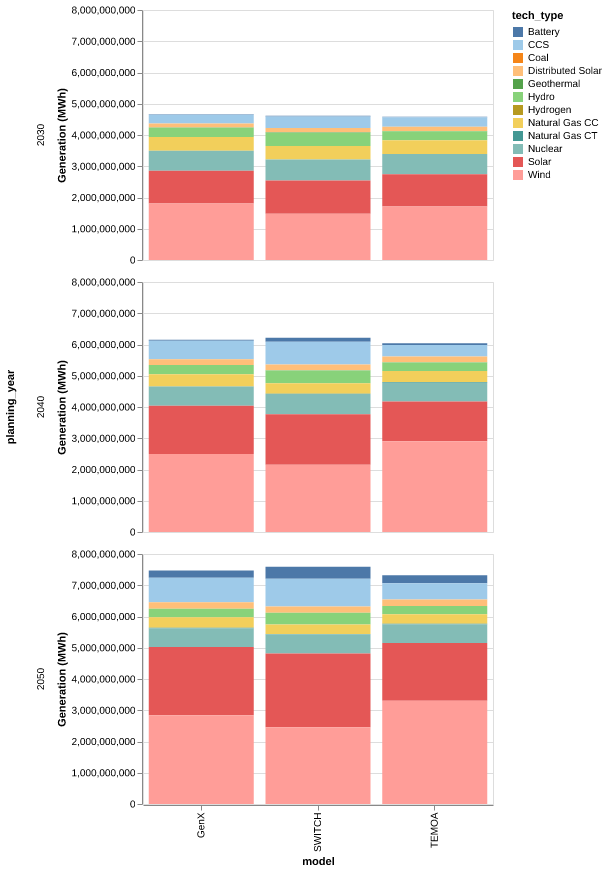 tech_type
Battery
CCS
Coal
Distributed Solar
Geothermal
Hydro
Hydrogen
Natural Gas CC
Natural Gas CT
Nuclear
Solar
Wind
planning_year
2030
Generation (MWh)
8,000,000,000
7,000,000,000
6,000,000,000
5,000,000,000
4,000,000,000
3,000,000,000
2,000,000,000
1,000,000,000
0
2040
Generation (MWh)
8,000,000,000
7,000,000,000
6,000,000,000
5,000,000,000
4,000,000,000
3,000,000,000
2,000,000,000
1,000,000,000
0
2050
Generation (MWh)
8,000,000,000
7,000,000,000
6,000,000,000
5,000,000,000
4,000,000,000
3,000,000,000
2,000,000,000
1,000,000,000
0
GenX
SWITCH
TEMOA
model